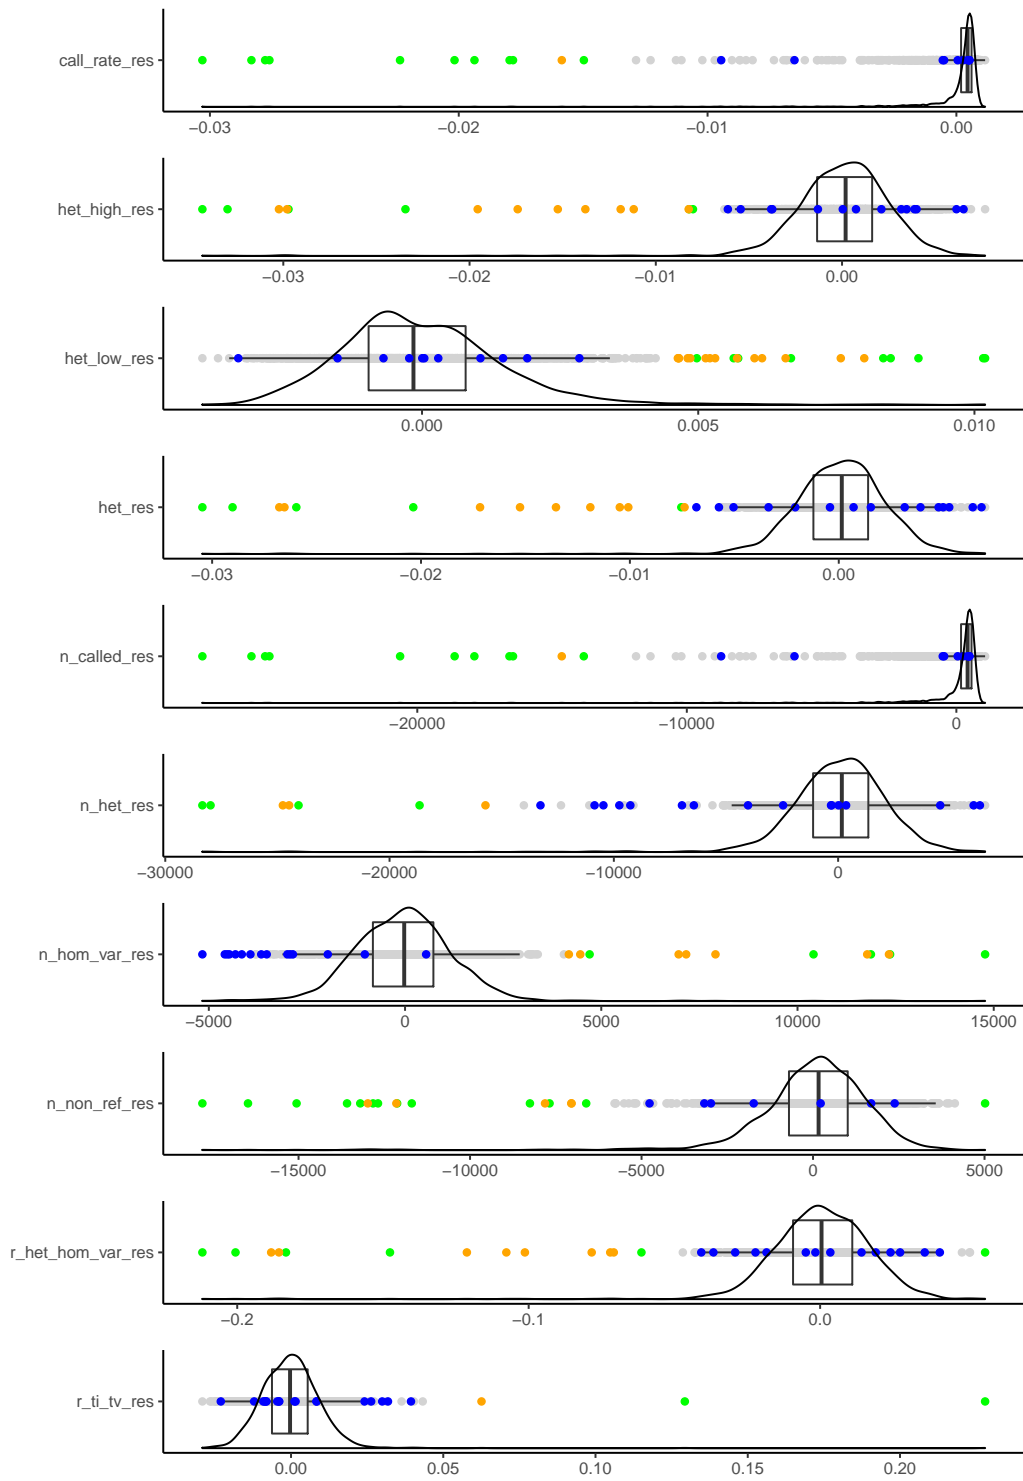 call_rate_res
−0.03 −0.02 −0.01 0.00
het_high_res
−0.03 −0.02 −0.01 0.00
het_low_res
0.000 0.005 0.010
het_res
−0.03 −0.02 −0.01 0.00
n_called_res
−20000 −10000 0
n_het_res
−30000 −20000 −10000 0
n_hom_var_res
−5000 0 5000 10000 15000
n_non_ref_res
−15000 −10000 −5000 0 5000
r_het_hom_var_res
−0.2 −0.1 0.0
r_ti_tv_res
0.00 0.05 0.10 0.15 0.20